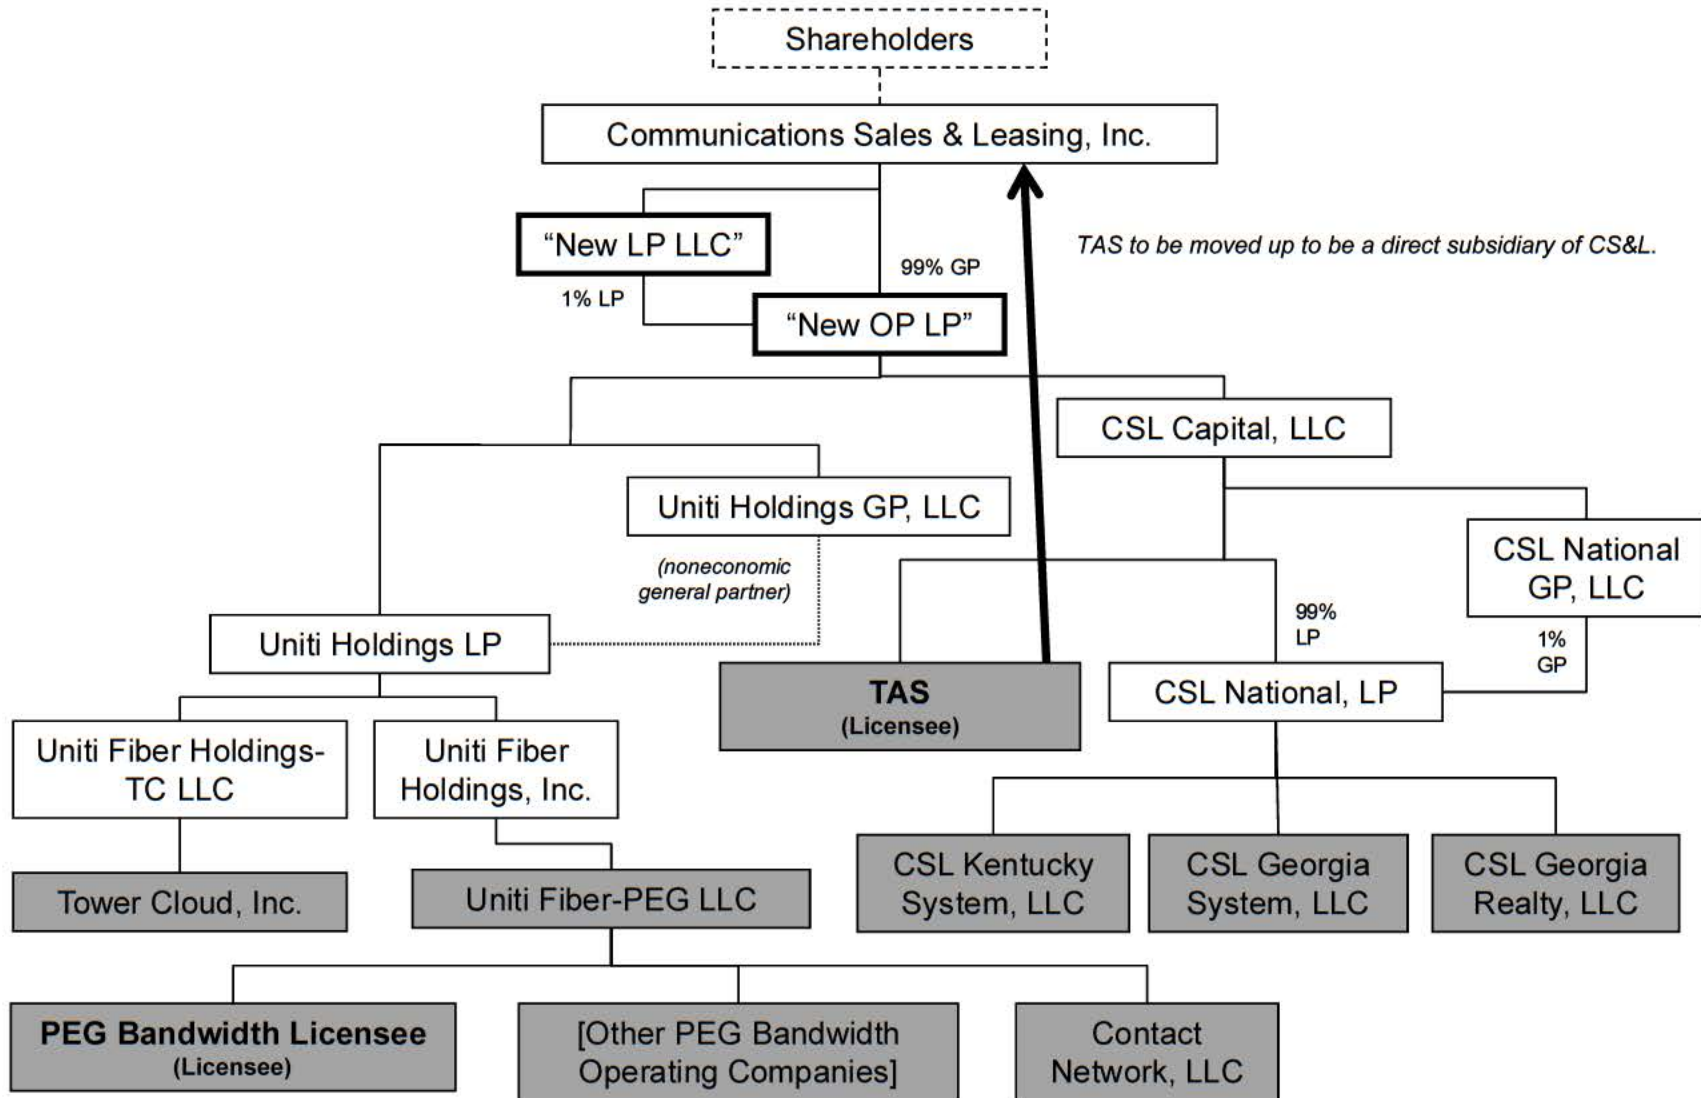 Shareholders
Communications Sales & Leasing, Inc.
“New LP LLC”
TAS to be moved up to be a direct subsidiary of CS&L.
99% GP
1% LP
“New OP LP”
CSL Capital, LLC
Uniti Holdings GP, LLC
(noneconomic
general partner)
CSL National
GP, LLC
99%
LP
1%
GP
Uniti Holdings LP
TAS
(Licensee)
CSL National, LP
Uniti Fiber Holdings-
TC LLC
Uniti Fiber
Holdings, Inc.
CSL Kentucky
System, LLC
CSL Georgia
System, LLC
CSL Georgia
Realty, LLC
Tower Cloud, Inc.
Uniti Fiber-PEG LLC
PEG Bandwidth Licensee
(Licensee)
[Other PEG Bandwidth
Operating Companies]
Contact
Network, LLC